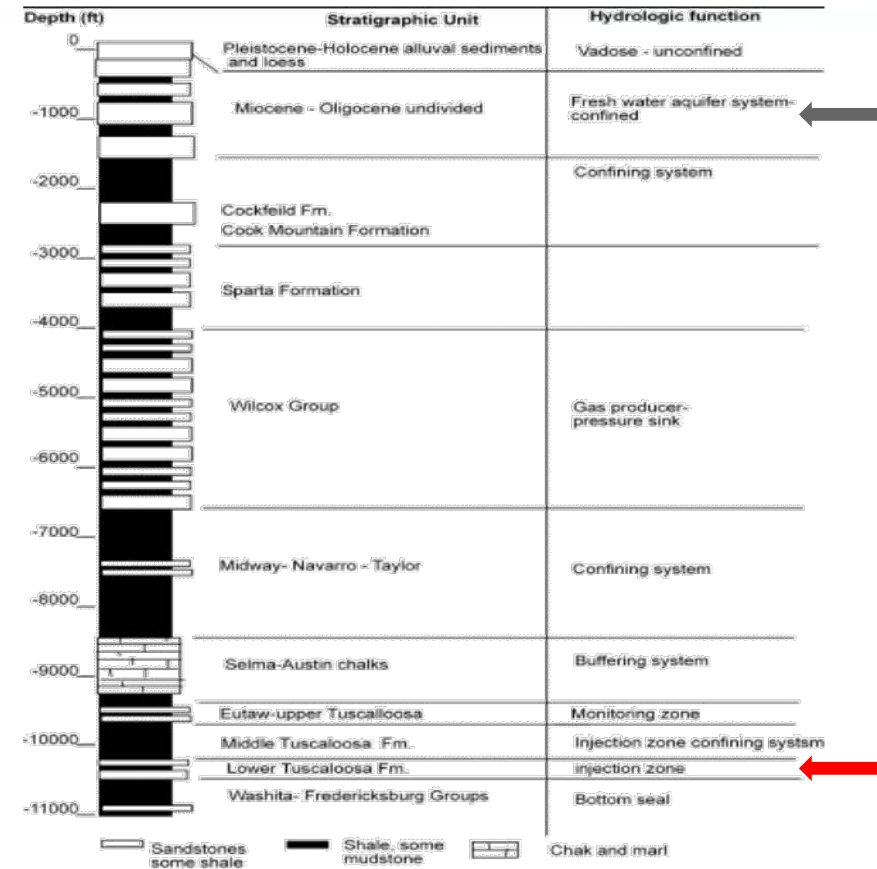 Depth (ft) Stratigraphic Unit Hydrologic function
0
Pleistocene-Holocene alluval sediments
and loess
Vadose - unconfined
-1000
Miocene - Oligocene undivided
Fresh water aquifer system-
confined
-2000
Confining system
Cockfeild Fm.
Cook Mountain Formation
-3000
Sparta Formation
-4000
-5000
Wilcox Group
Gas producer-
pressure sink
-6000
-7000
Midway- Navarro - Taylor
Confining system
-8000
-9000
Selma-Austin chalks
Buffering system
Eutaw-upper Tuscalloosa
Monitoring zone
-10000
Middle Tuscaloosa Fm.
Injection zone confining systsm
Lower Tuscaloosa Fm.
injection zone
Washita- Fredericksburg Groups
Bottom seal
-11000
Sandstones
some shale
Shale, some
mudstone
Chak and marl